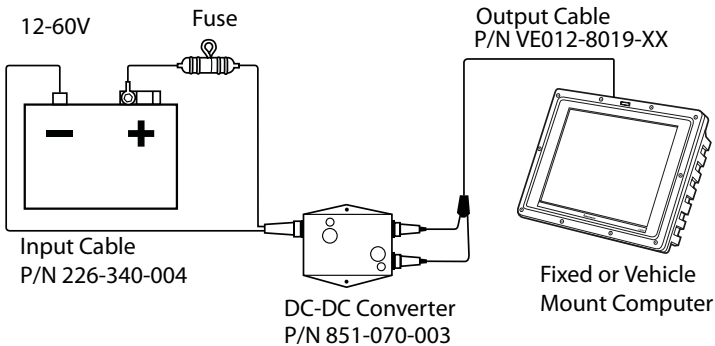 12-60V
Fuse
Output Cable
P/N VE012-8019-XX
Input Cable
P/N 226-340-004
DC-DC Converter
P/N 851-070-003
Fixed or Vehicle
Mount Computer